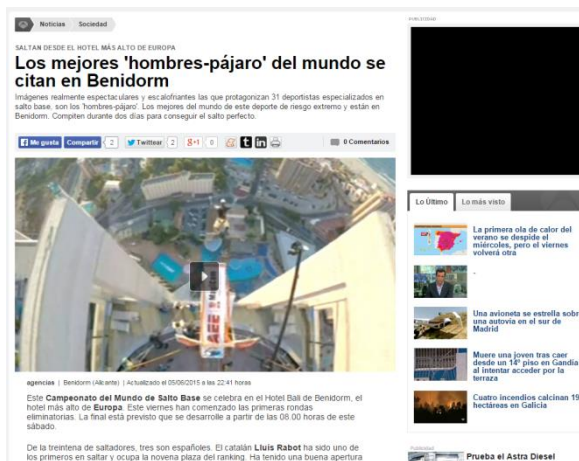 Noticias Sociedad
SALTAN DESDE EL HOTEL MÁS ALTO DE EUROPA
Los mejores 'hombres-pájaro' del mundo se
citan en Benidorm
Imágenes realmente espectaculares y escalofriantes las que protagonizan 31 deportistas especializados en
salto base, son los 'hombres-pájaro'. Los mejores del mundo de este deporte de riesgo extremo y están en
Benidorm. Compiten durante dos días para conseguir el salto perfecto.
Me gusta Compartir 2 Twittear 2 g+1 0 t in 0 Comentarios
agencias | Benidorm (Alicante) | Actualizado el 05/06/2015 a las 22:41 horas
Este Campeonato del Mundo de Salto Base se celebra en el Hotel Bali de Benidorm, el
hotel más alto de Europa. Este viernes han comenzado las primeras rondas
eliminatorias. La final está previsto que se desarrolle a partir de las 08.00 horas de este
sábado.
De la treintena de saltadores, tres son españoles. El catalán Lluís Rabot ha sido uno de
los primeros en saltar y ocupa la novena plaza del ranking. Ha tenido una buena apertura
PUBLICIDAD
Lo Último Lo más visto
La primera ola de calor del
verano se despide el
miércoles, pero el viernes
volverá otra
Una avioneta se estrella sobr
una autovía en el sur de
Madrid
Muere una joven tras caer
desde un 14º piso en Gandia
al intentar acceder por la
terraza
Cuatro incendios calcinan 19
hectáreas en Galicia
Publicidad
Prueba el Astra Diesel